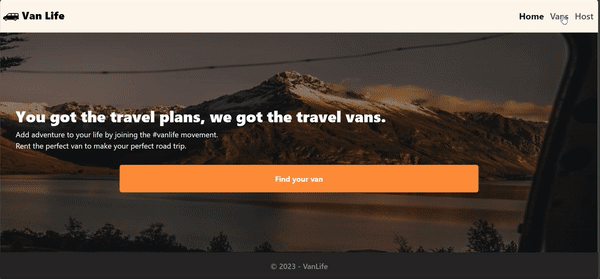 Van Life
Home Vans Host
You got the travel plans, we got the travel vans.
Add adventure to your life by joining the #vanlife movement.
Rent the perfect van to make your perfect road trip.
Find your van
© 2023 - VanLife